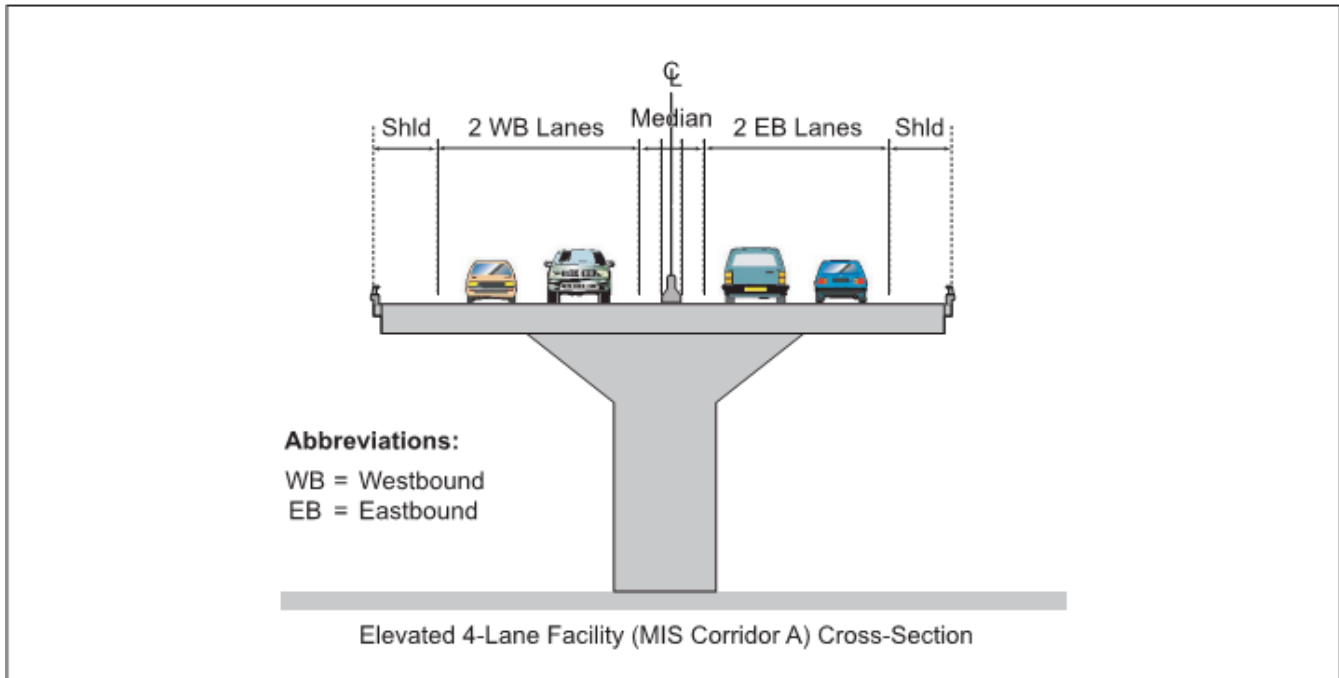 ℄
Shld 2 WB Lanes Median 2 EB Lanes Shld
Abbreviations:
WB = Westbound
EB = Eastbound
Elevated 4-Lane Facility (MIS Corridor A) Cross-Section